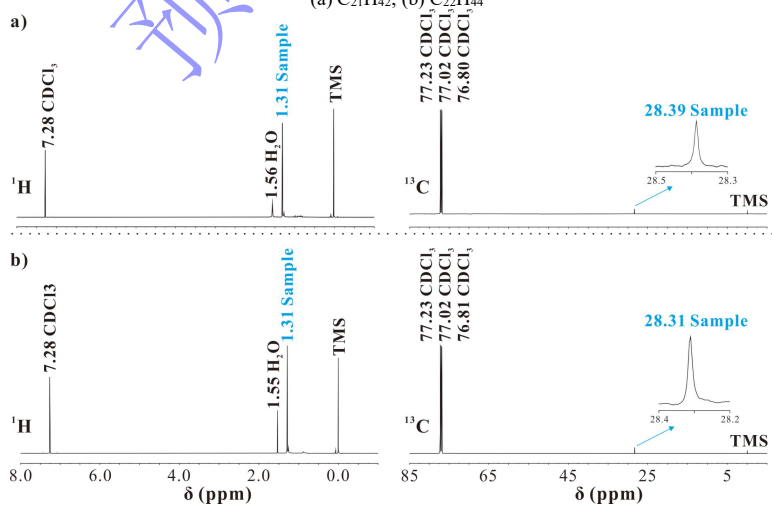 (a) C₂₁H₄₂; (b) C₂₂H₄₄
a)
7.28 CDCl₃
1.56 H₂O
1.31 Sample
TMS
¹H
77.23 CDCl₃
77.02 CDCl₃
76.80 CDCl₃
28.39 Sample
28.5
28.3
¹³C
TMS
b)
7.28 CDCl3
1.55 H₂O
1.31 Sample
TMS
¹H
77.23 CDCl₃
77.02 CDCl₃
76.81 CDCl₃
28.31 Sample
28.4
28.2
¹³C
TMS
8.0 6.0 4.0 2.0 0.0
δ (ppm)
85 65 45 25 5
δ (ppm)